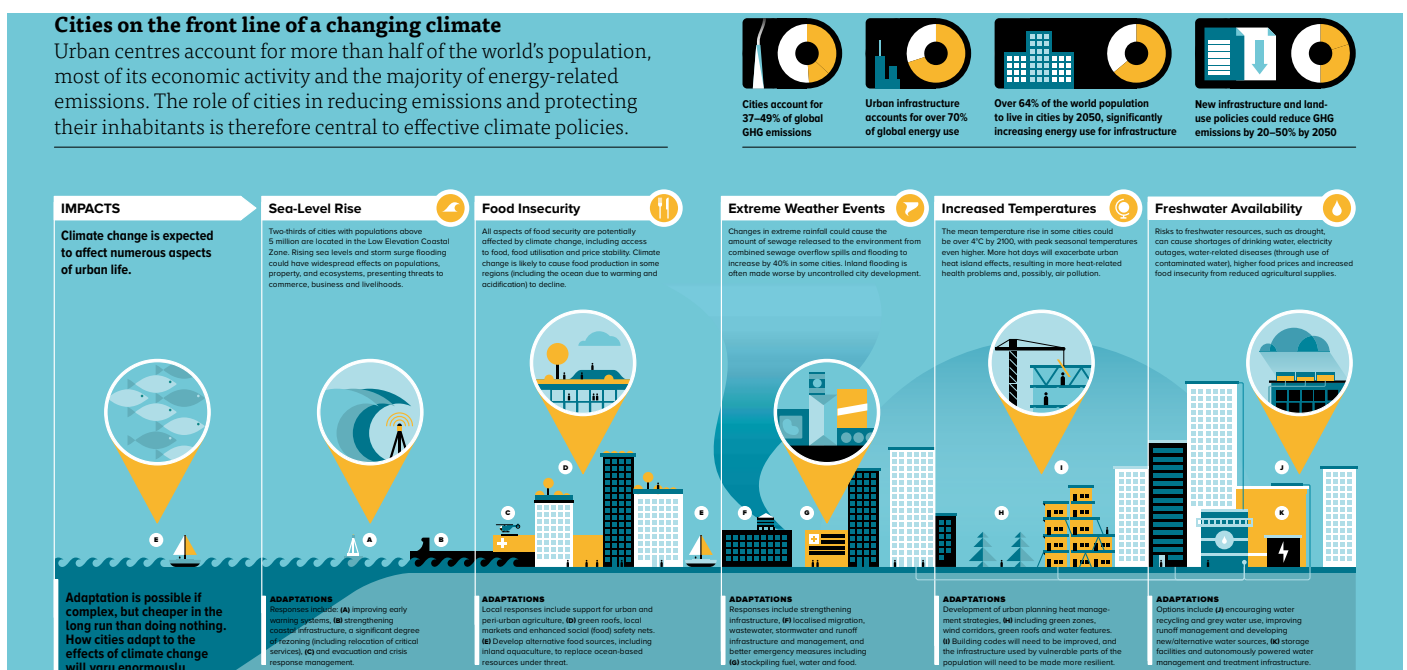 Cities on the front line of a changing climate
Urban centres account for more than half of the world's population,
most of its economic activity and the majority of energy-related
emissions. The role of cities in reducing emissions and protecting
their inhabitants is therefore central to effective climate policies.
Cities account for
37–49% of global
GHG emissions
Urban infrastructure
accounts for over 70%
of global energy use
Over 64% of the world population
to live in cities by 2050, significantly
increasing energy use for infrastructure
New infrastructure and land-
use policies could reduce GHG
emissions by 20–50% by 2050
IMPACTS
Climate change is expected
to affect numerous aspects
of urban life.
Sea-Level Rise
Two-thirds of cities with populations above
5 million are located in the Low Elevation Coastal
Zone. Rising sea levels and storm surge flooding
could have widespread effects on populations,
property, and ecosystems, presenting threats to
commerce, business and livelihoods.
Food Insecurity
All aspects of food security are potentially
affected by climate change, including access
to food, food utilisation and price stability. Climate
change is likely to cause food production in some
regions (including the ocean due to warming and
acidification) to decline.
Extreme Weather Events
Changes in extreme rainfall could cause the
amount of sewage released to the environment from
combined sewage overflow spills and flooding to
increase by 40% in some cities. Inland flooding is
often made worse by uncontrolled city development.
Increased Temperatures
The mean temperature rise in some cities could
be over 4°C by 2100, with peak seasonal temperatures
even higher. More hot days will exacerbate urban
heat island effects, resulting in more heat-related
health problems and, possibly, air pollution.
Freshwater Availability
Risks to freshwater resources, such as drought,
can cause shortages of drinking water, electricity
outages, water-related diseases (through use of
contaminated water), higher food prices and increased
food insecurity from reduced agricultural supplies.
E
A
B
C
D
E
F
G
H
I
J
K
Adaptation is possible if
complex, but cheaper in the
long run than doing nothing.
How cities adapt to the
effects of climate change
will vary enormously
ADAPTATIONS
Responses include: (A) improving early
warning systems, (B) strengthening
coastal infrastructure, a significant degree
of rezoning (including relocation of critical
services), (C) and evacuation and crisis
response management.
ADAPTATIONS
Local responses include support for urban and
peri-urban agriculture, (D) green roofs, local
markets and enhanced social (food) safety nets.
(E) Develop alternative food sources, including
inland aquaculture, to replace ocean-based
resources under threat.
ADAPTATIONS
Responses include strengthening
infrastructure, (F) localised migration,
wastewater, stormwater and runoff
infrastructure and management, and
better emergency measures including
(G) stockpiling fuel, water and food.
ADAPTATIONS
Development of urban planning heat manage-
ment strategies, (H) including green zones,
wind corridors, green roofs and water features.
(I) Building codes will need to be improved, and
the infrastructure used by vulnerable parts of the
population will need to be made more resilient.
ADAPTATIONS
Options include (J) encouraging water
recycling and grey water use, improving
runoff management and developing
new/alternative water sources, (K) storage
facilities and autonomously powered water
management and treatment infrastructure.